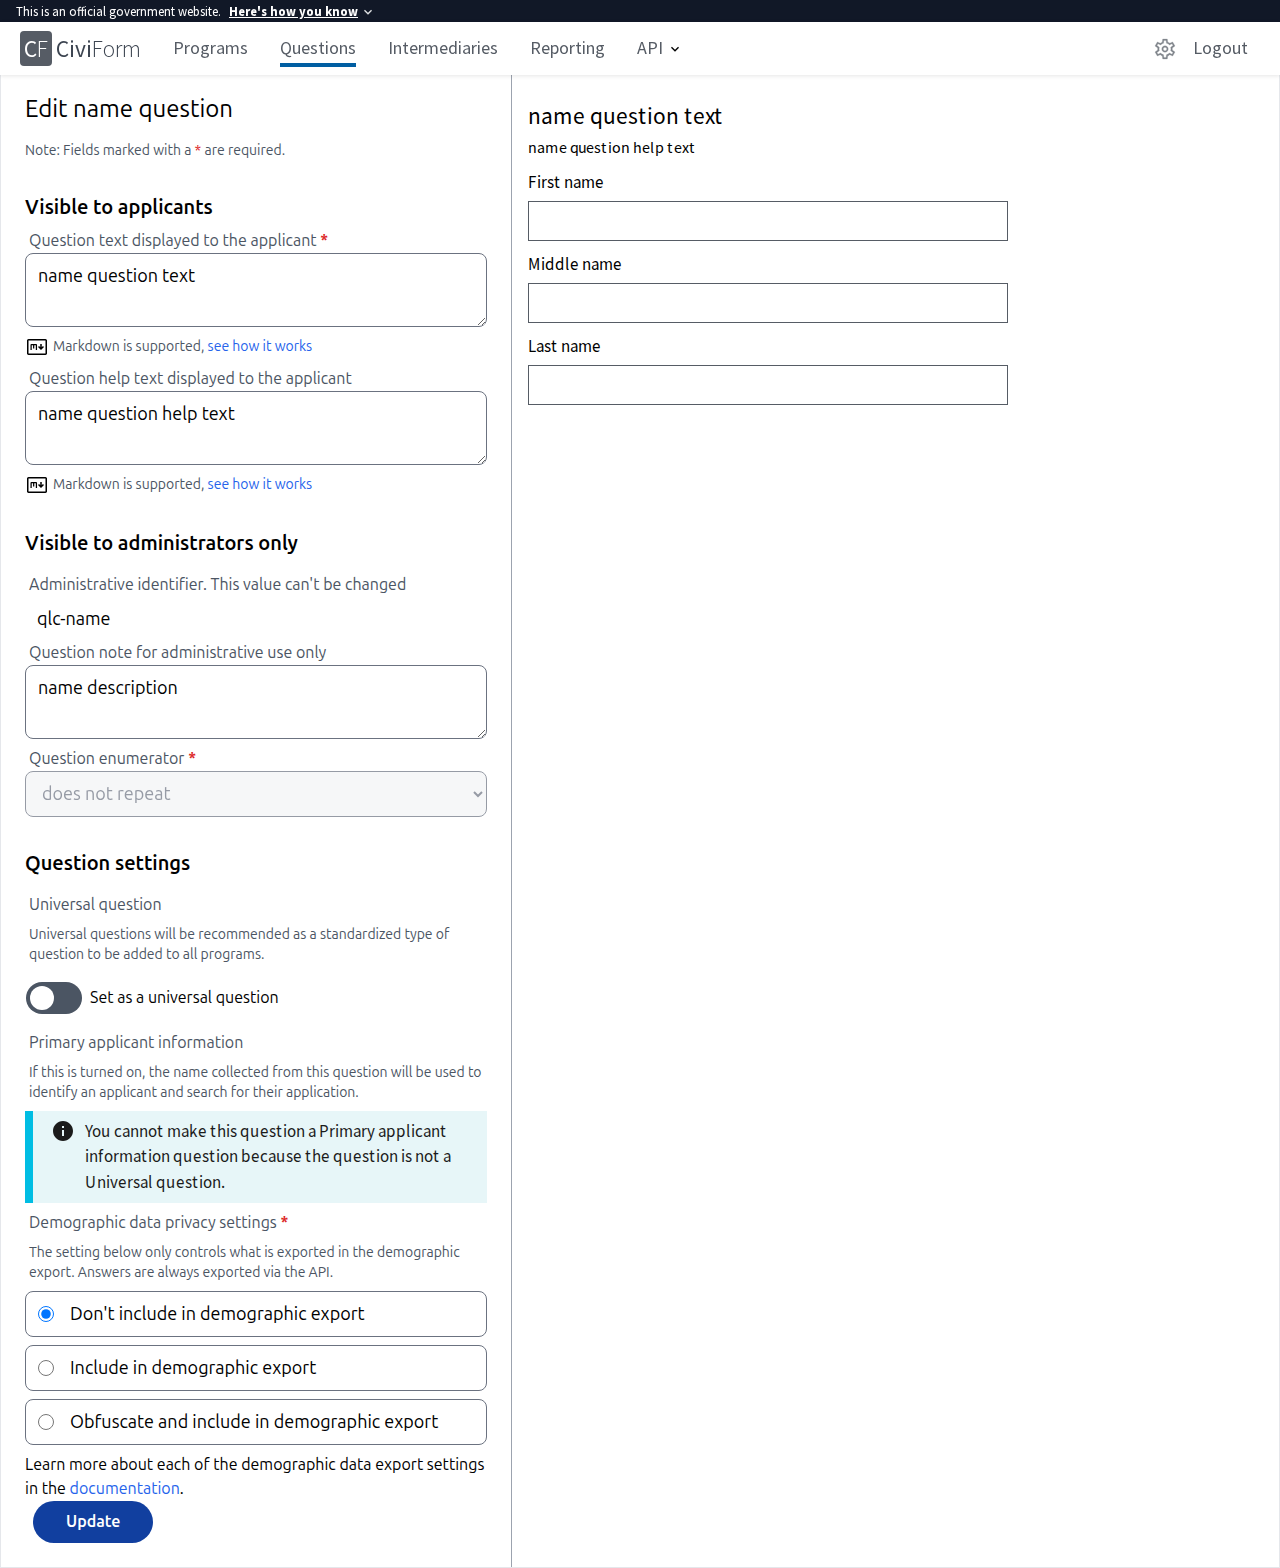 This is an official government website. Here's how you know
CF CiviForm Programs Questions Intermediaries Reporting API Logout
Edit name question
Note: Fields marked with a * are required.
Visible to applicants
Question text displayed to the applicant *
name question text
Markdown is supported, see how it works
Question help text displayed to the applicant
name question help text
Markdown is supported, see how it works
Visible to administrators only
Administrative identifier. This value can't be changed
qlc-name
Question note for administrative use only
name description
Question enumerator *
does not repeat
Question settings
Universal question
Universal questions will be recommended as a standardized type of
question to be added to all programs.
Set as a universal question
Primary applicant information
If this is turned on, the name collected from this question will be used to
identify an applicant and search for their application.
You cannot make this question a Primary applicant
information question because the question is not a
Universal question.
Demographic data privacy settings *
The setting below only controls what is exported in the demographic
export. Answers are always exported via the API.
Don't include in demographic export
Include in demographic export
Obfuscate and include in demographic export
Learn more about each of the demographic data export settings
in the documentation.
Update
name question text
name question help text
First name
Middle name
Last name